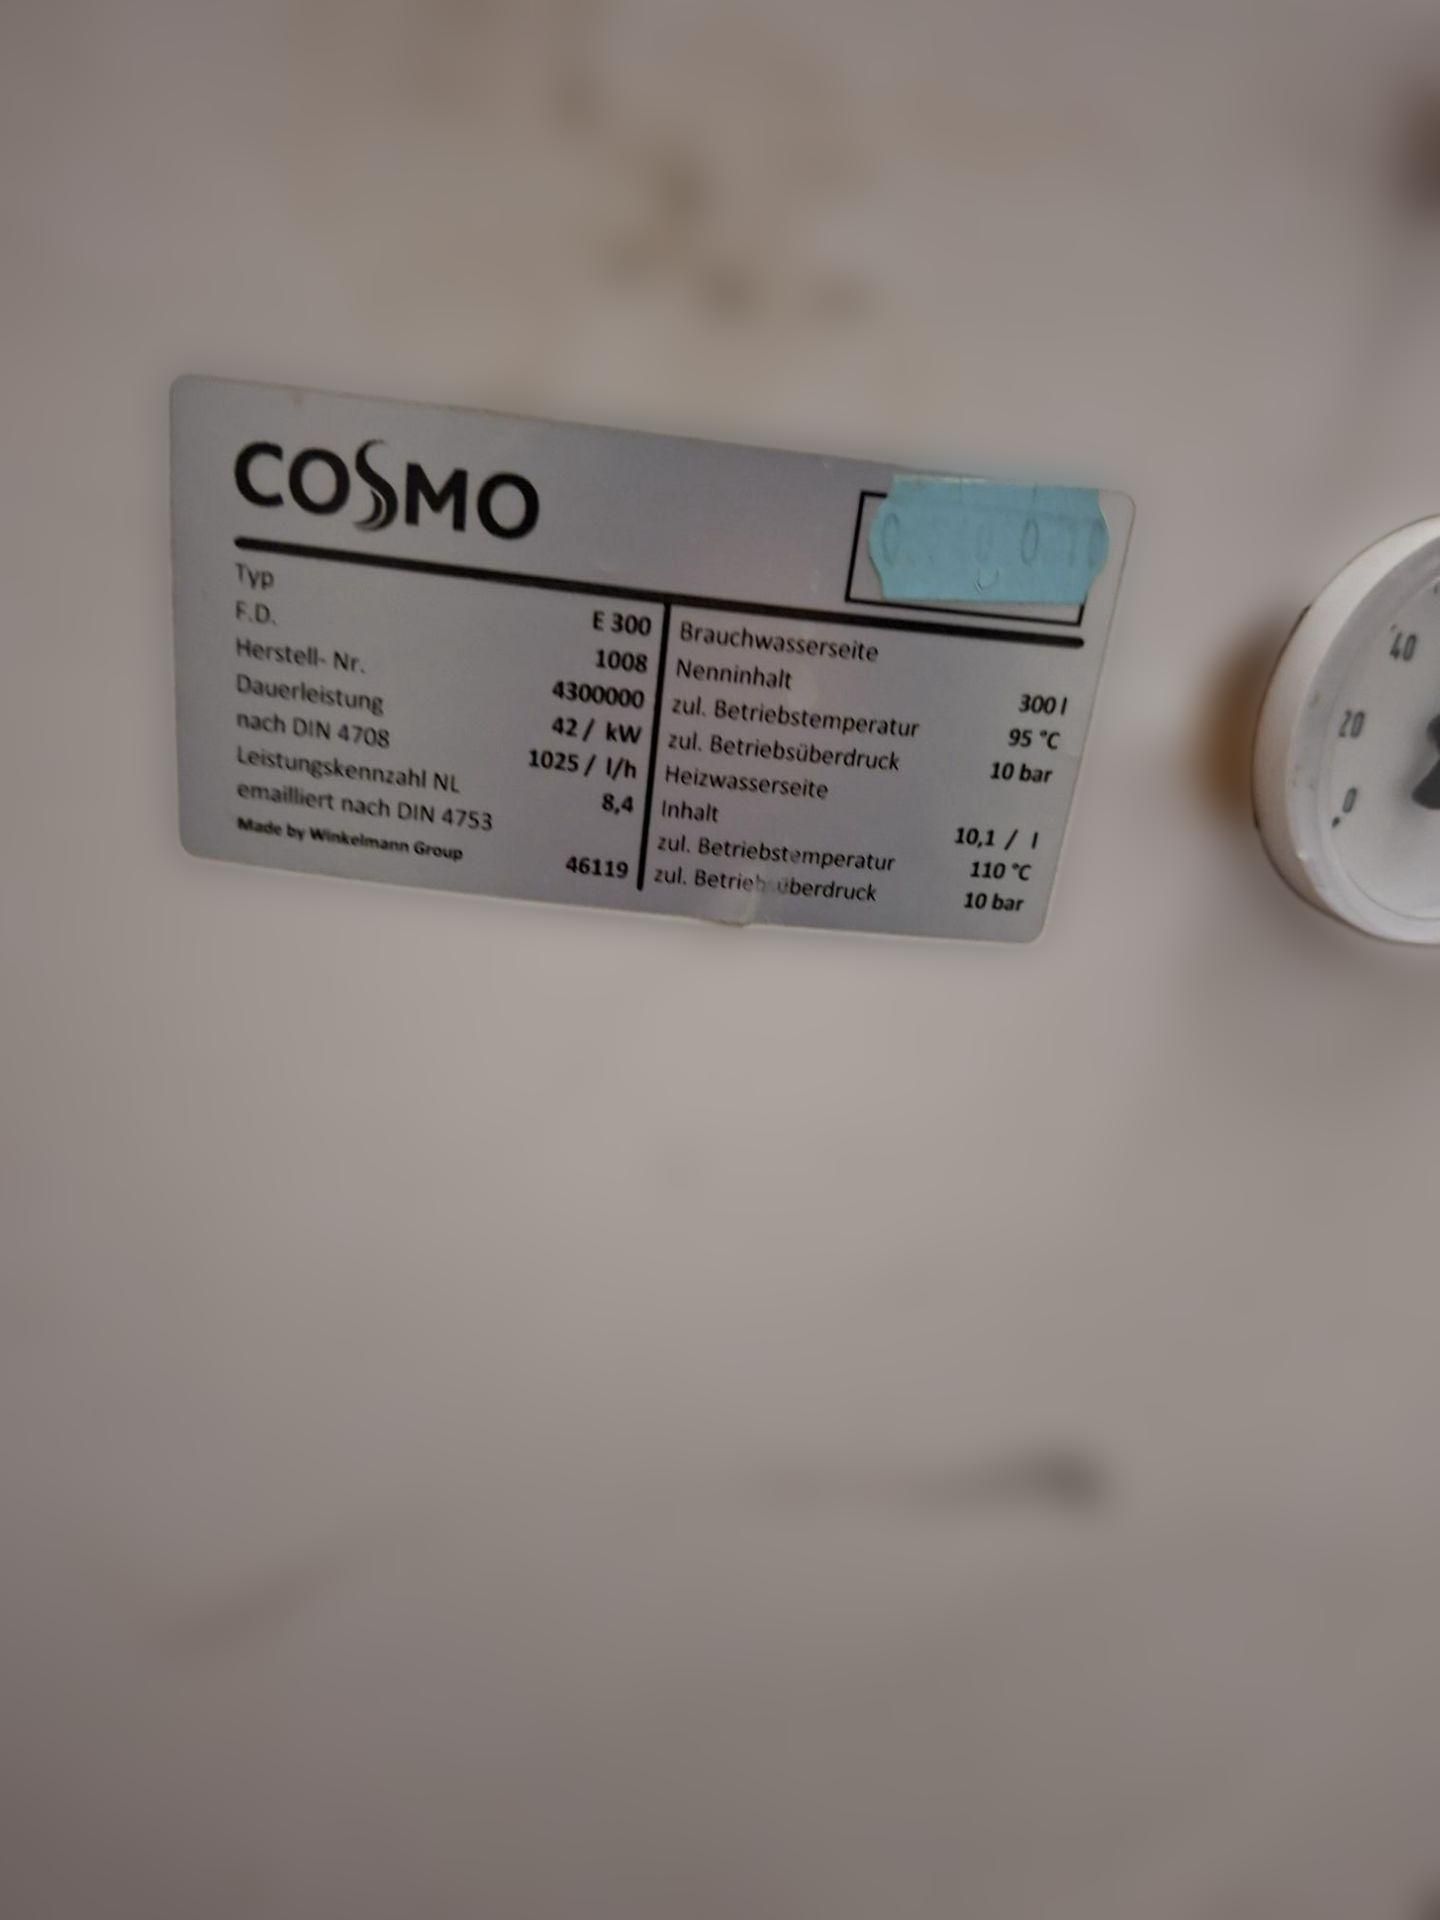 COSMO
Typ E 300
F.D. 1008
Herstell- Nr. 4300000
Dauerleistung 42 / kW
nach DIN 4708 1025 / l/h
Leistungskennzahl NL 8,4
emailliert nach DIN 4753
Made by Winkelmann Group 46119
Brauchwasserseite
Nenninhalt 300 l
zul. Betriebstemperatur 95 °C
zul. Betriebsüberdruck 10 bar
Heizwasserseite
Inhalt 10,1 / l
zul. Betriebstemperatur 110 °C
zul. Betriebsüberdruck 10 bar
40
20
0